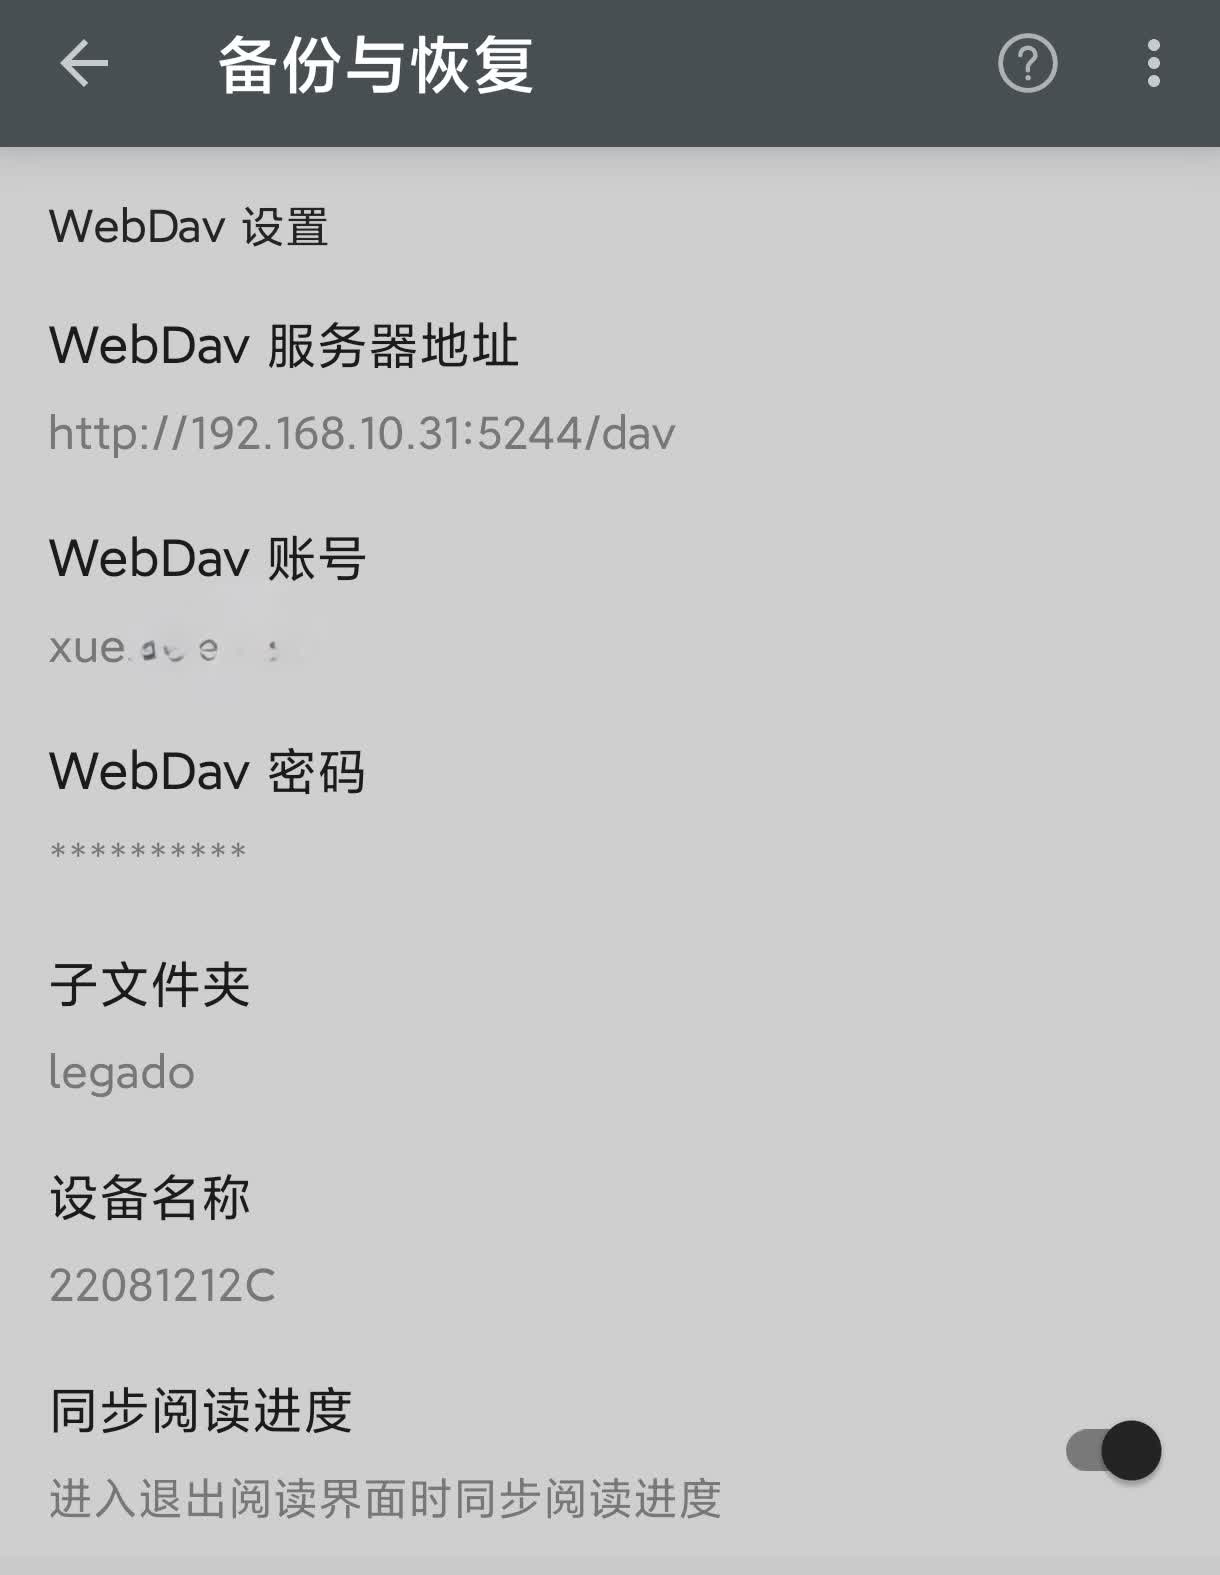 备份与恢复
WebDav 设置
WebDav 服务器地址
http://192.168.10.31:5244/dav
WebDav 账号
xue
WebDav 密码
**********
子文件夹
legado
设备名称
22081212C
同步阅读进度
进入退出阅读界面时同步阅读进度